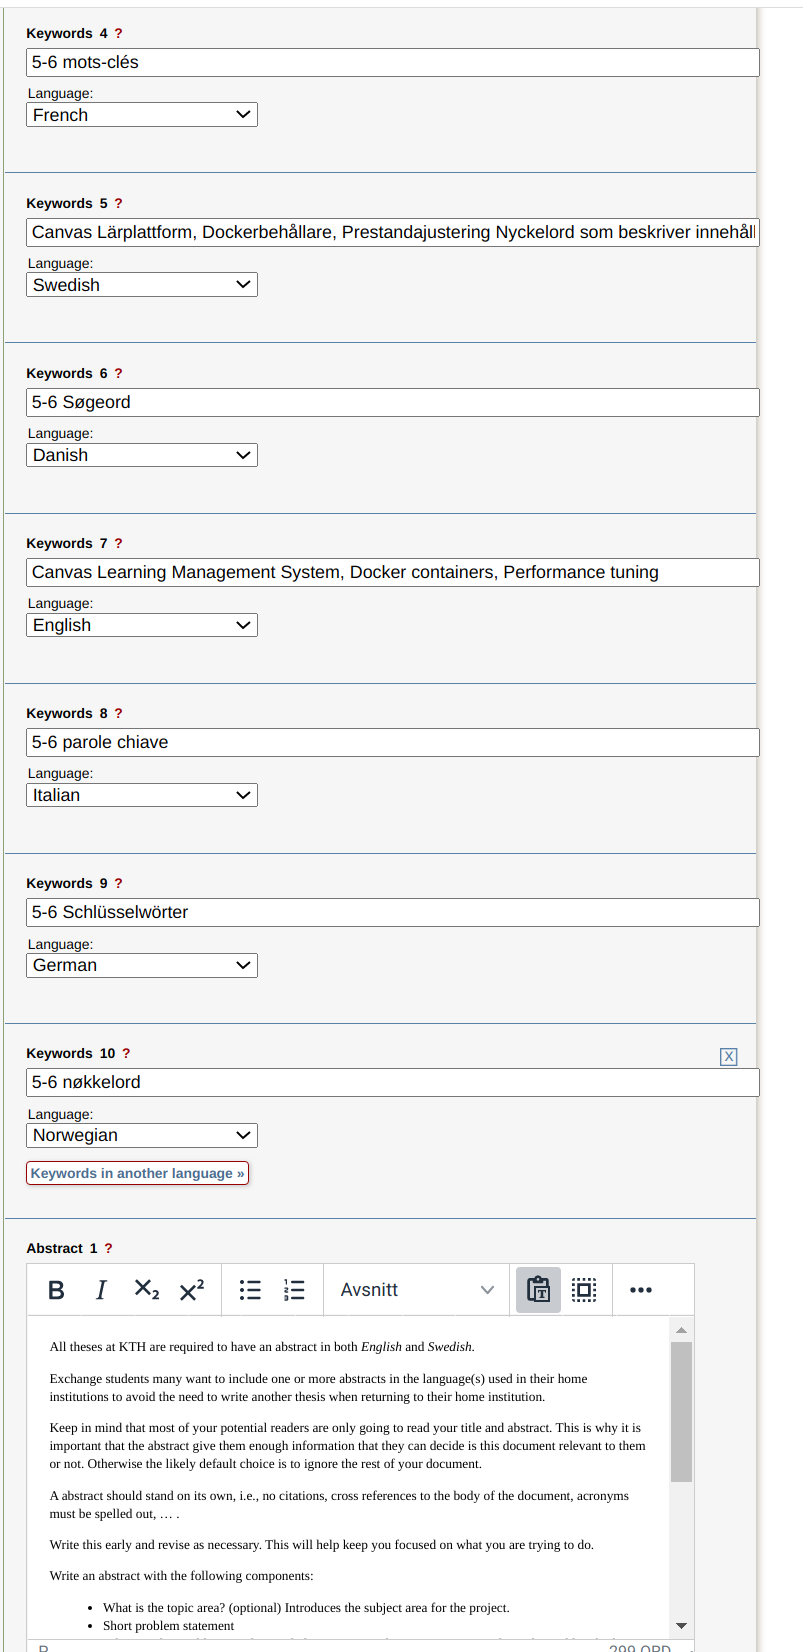 Keywords 4 ?
5-6 mots-clés
Language:
French
Keywords 5 ?
Canvas Lärplattform, Dockerbehållare, Prestandajustering Nyckelord som beskriver innehåll
Language:
Swedish
Keywords 6 ?
5-6 Søgeord
Language:
Danish
Keywords 7 ?
Canvas Learning Management System, Docker containers, Performance tuning
Language:
English
Keywords 8 ?
5-6 parole chiave
Language:
Italian
Keywords 9 ?
5-6 Schlüsselwörter
Language:
German
Keywords 10 ?
X
5-6 nøkkelord
Language:
Norwegian
Keywords in another language »
Abstract 1 ?
B I X₂ X² Avsnitt
All theses at KTH are required to have an abstract in both English and Swedish.
Exchange students many want to include one or more abstracts in the language(s) used in their home
institutions to avoid the need to write another thesis when returning to their home institution.
Keep in mind that most of your potential readers are only going to read your title and abstract. This is why it is
important that the abstract give them enough information that they can decide is this document relevant to them
or not. Otherwise the likely default choice is to ignore the rest of your document.
A abstract should stand on its own, i.e., no citations, cross references to the body of the document, acronyms
must be spelled out, … .
Write this early and revise as necessary. This will help keep you focused on what you are trying to do.
Write an abstract with the following components:
• What is the topic area? (optional) Introduces the subject area for the project.
• Short problem statement
299 ORD